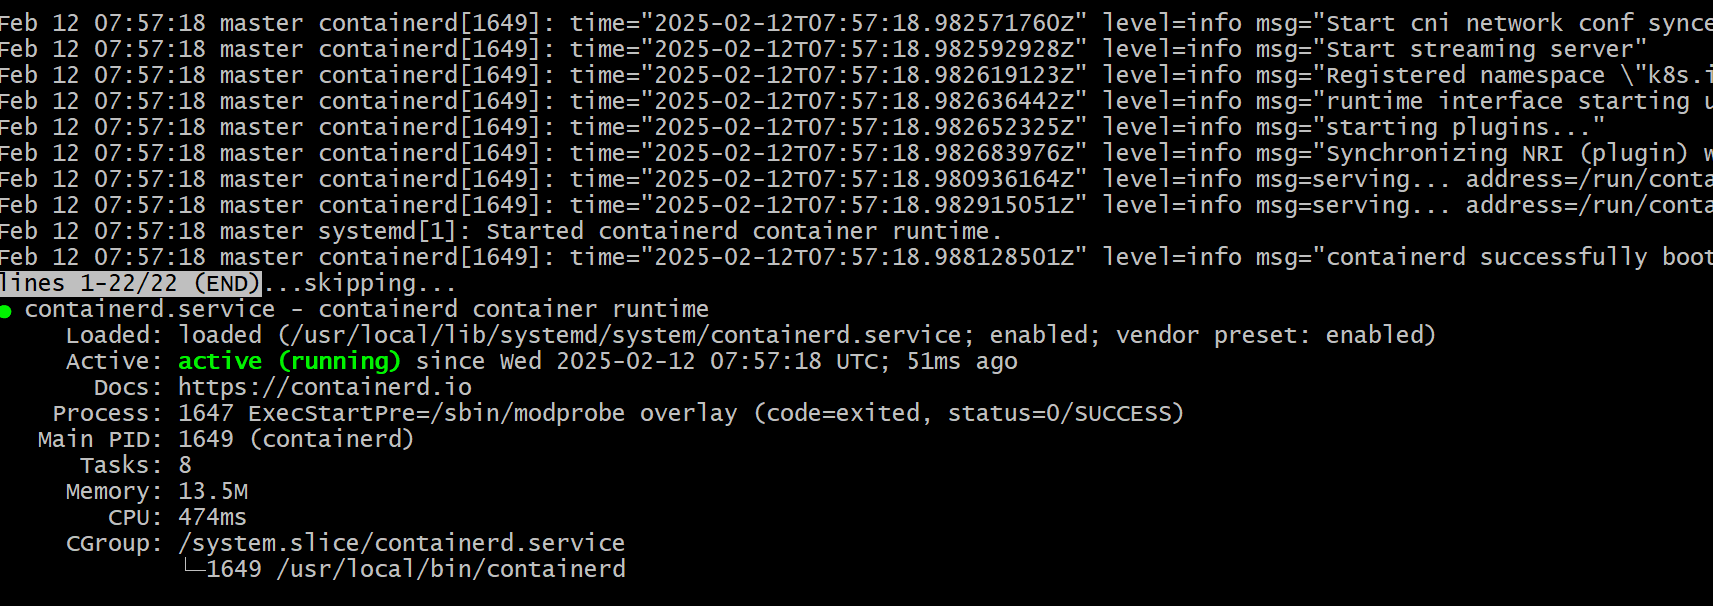 Feb 12 07:57:18 master containerd[1649]: time="2025-02-12T07:57:18.982571760Z" level=info msg="Start cni network conf synce
Feb 12 07:57:18 master containerd[1649]: time="2025-02-12T07:57:18.982592928Z" level=info msg="Start streaming server"
Feb 12 07:57:18 master containerd[1649]: time="2025-02-12T07:57:18.982619123Z" level=info msg="Registered namespace \"k8s.i
Feb 12 07:57:18 master containerd[1649]: time="2025-02-12T07:57:18.982636442Z" level=info msg="runtime interface starting u
Feb 12 07:57:18 master containerd[1649]: time="2025-02-12T07:57:18.982652325Z" level=info msg="starting plugins..."
Feb 12 07:57:18 master containerd[1649]: time="2025-02-12T07:57:18.982683976Z" level=info msg="Synchronizing NRI (plugin) w
Feb 12 07:57:18 master containerd[1649]: time="2025-02-12T07:57:18.980936164Z" level=info msg=serving... address=/run/conta
Feb 12 07:57:18 master containerd[1649]: time="2025-02-12T07:57:18.982915051Z" level=info msg=serving... address=/run/conta
Feb 12 07:57:18 master systemd[1]: Started containerd container runtime.
Feb 12 07:57:18 master containerd[1649]: time="2025-02-12T07:57:18.988128501Z" level=info msg="containerd successfully boot
lines 1-22/22 (END)...skipping...
● containerd.service - containerd container runtime
Loaded: loaded (/usr/local/lib/systemd/system/containerd.service; enabled; vendor preset: enabled)
Active: active (running) since Wed 2025-02-12 07:57:18 UTC; 51ms ago
Docs: https://containerd.io
Process: 1647 ExecStartPre=/sbin/modprobe overlay (code=exited, status=0/SUCCESS)
Main PID: 1649 (containerd)
Tasks: 8
Memory: 13.5M
CPU: 474ms
CGroup: /system.slice/containerd.service
└─1649 /usr/local/bin/containerd